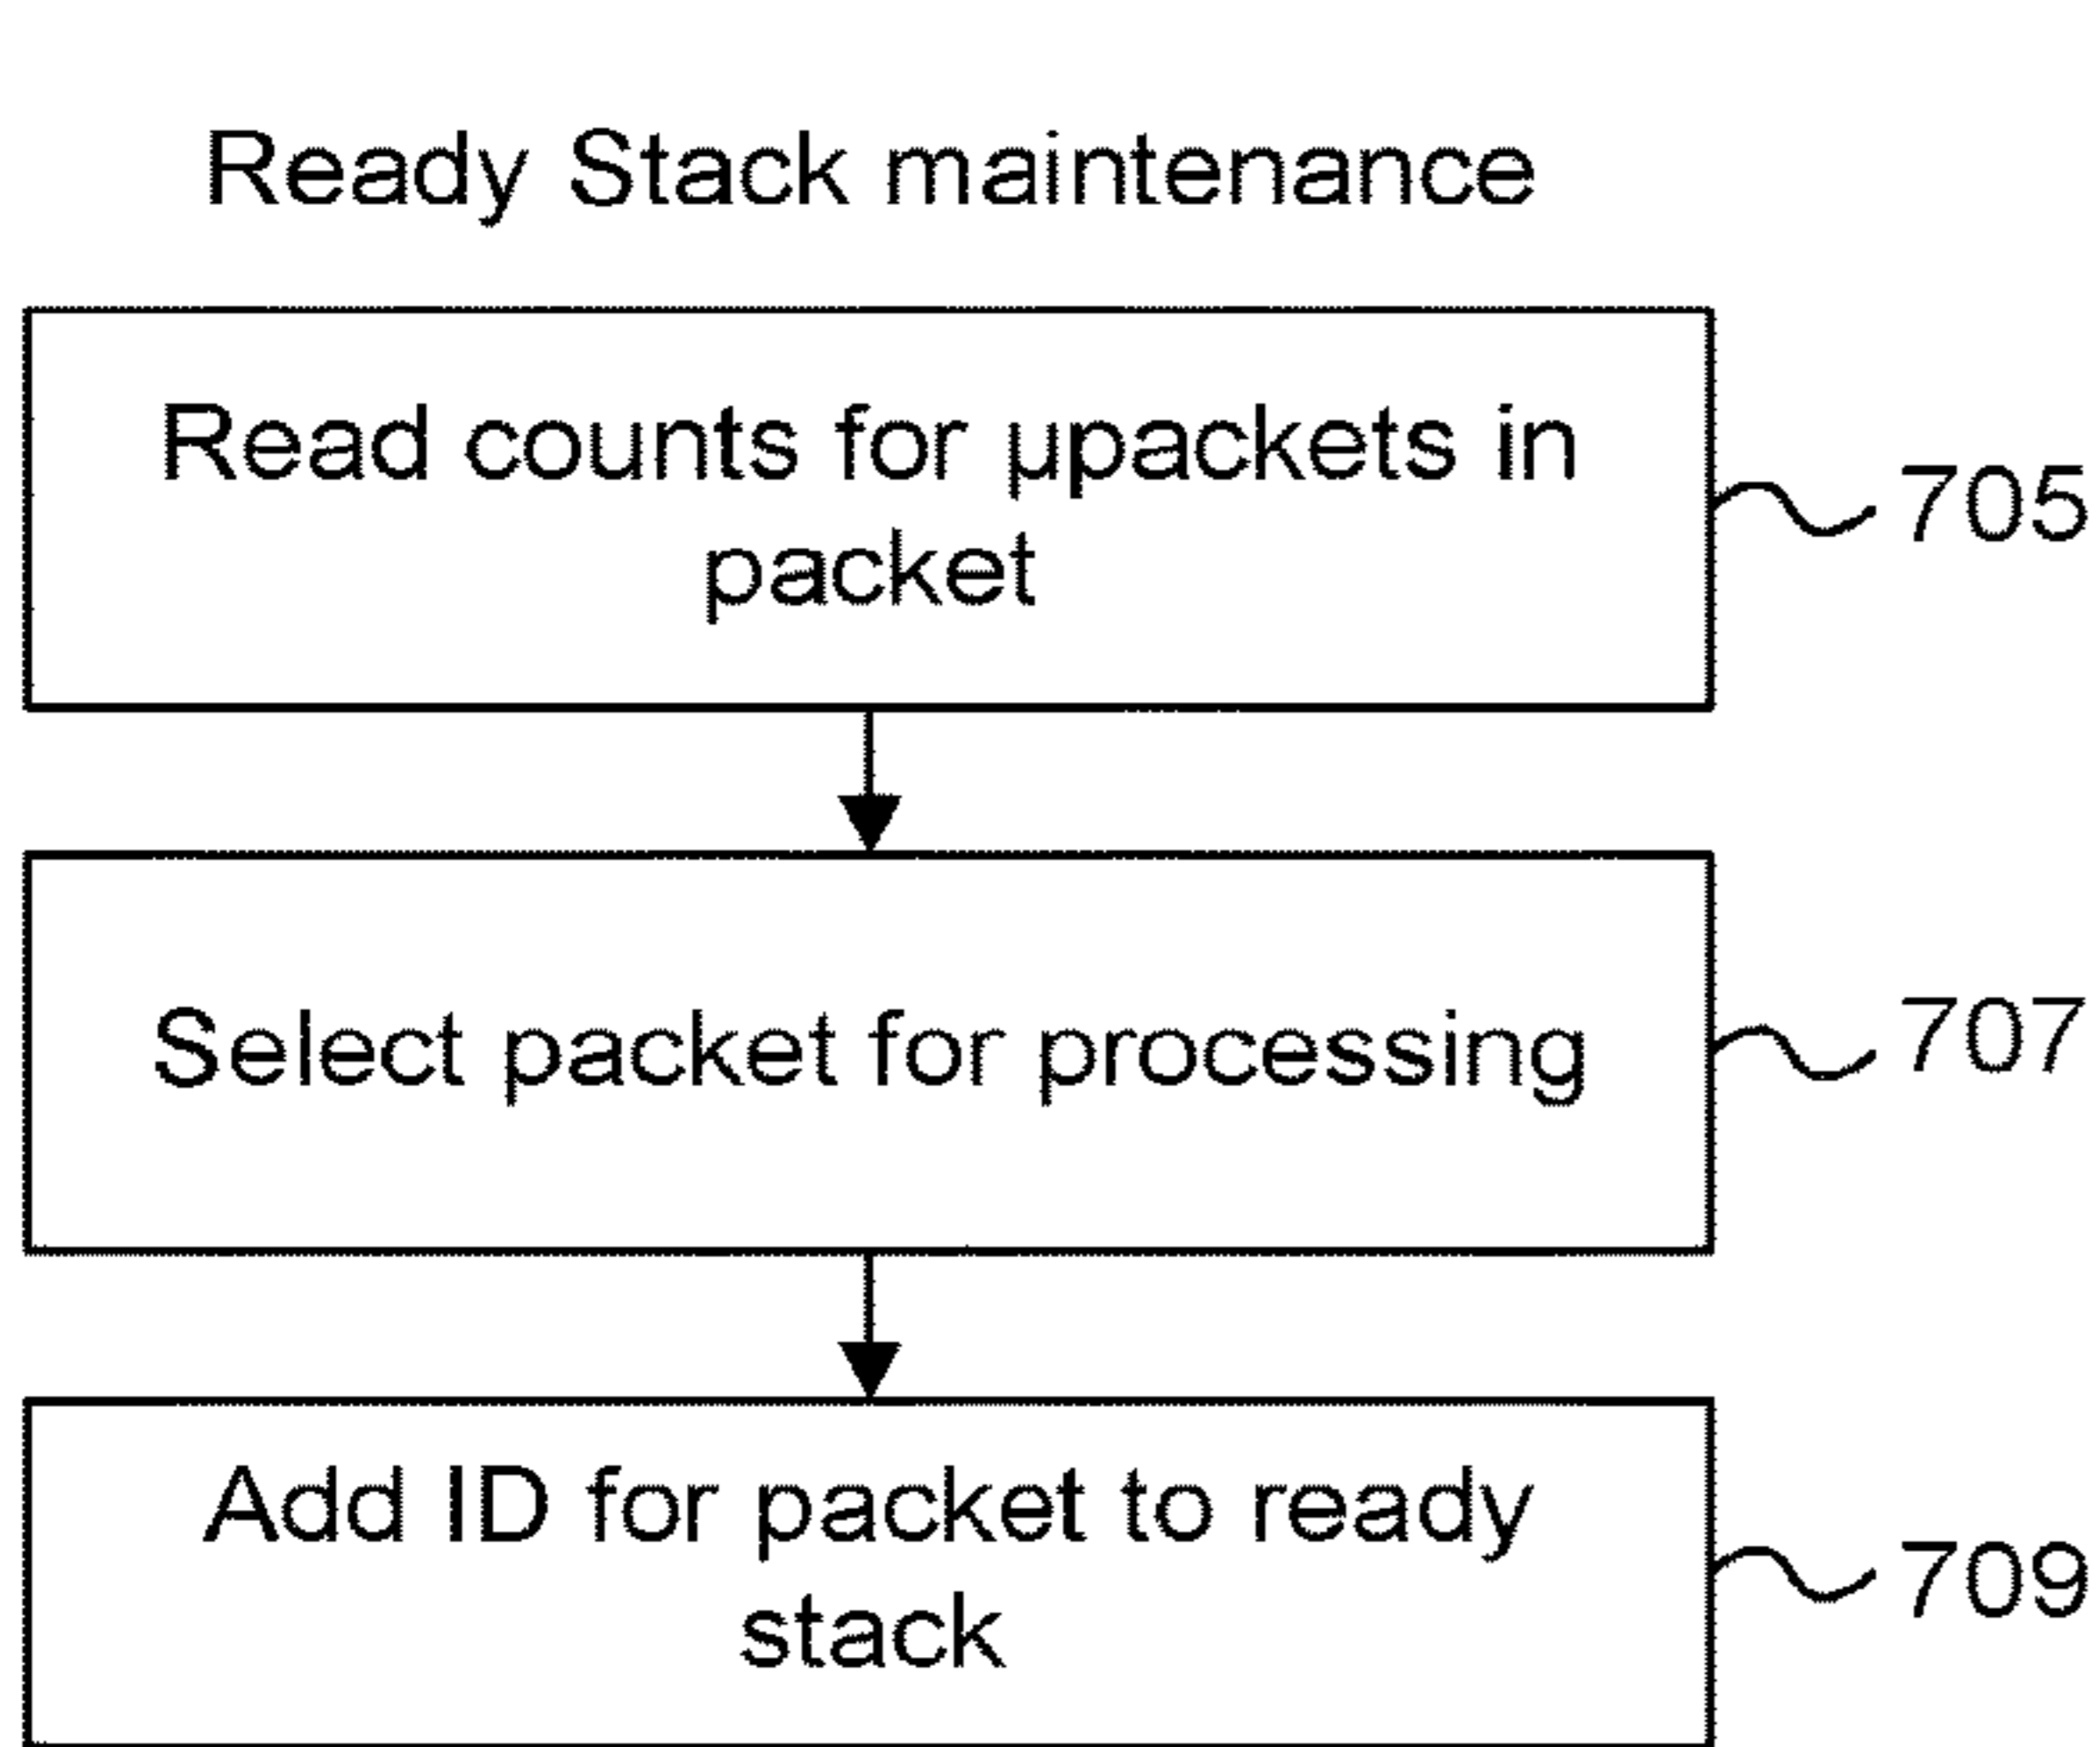 Ready Stack maintenance
Read counts for µpackets in
packet
705
Select packet for processing
707
Add ID for packet to ready
stack
709